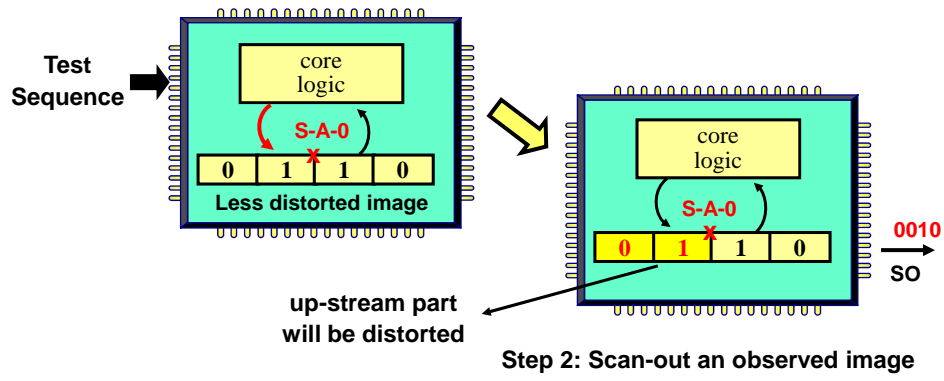 Test
Sequence
core
logic
S-A-0
x
0 1 1 0
Less distorted image
core
logic
S-A-0
x
0 1 1 0
0010
SO
up-stream part
will be distorted
Step 2: Scan-out an observed image